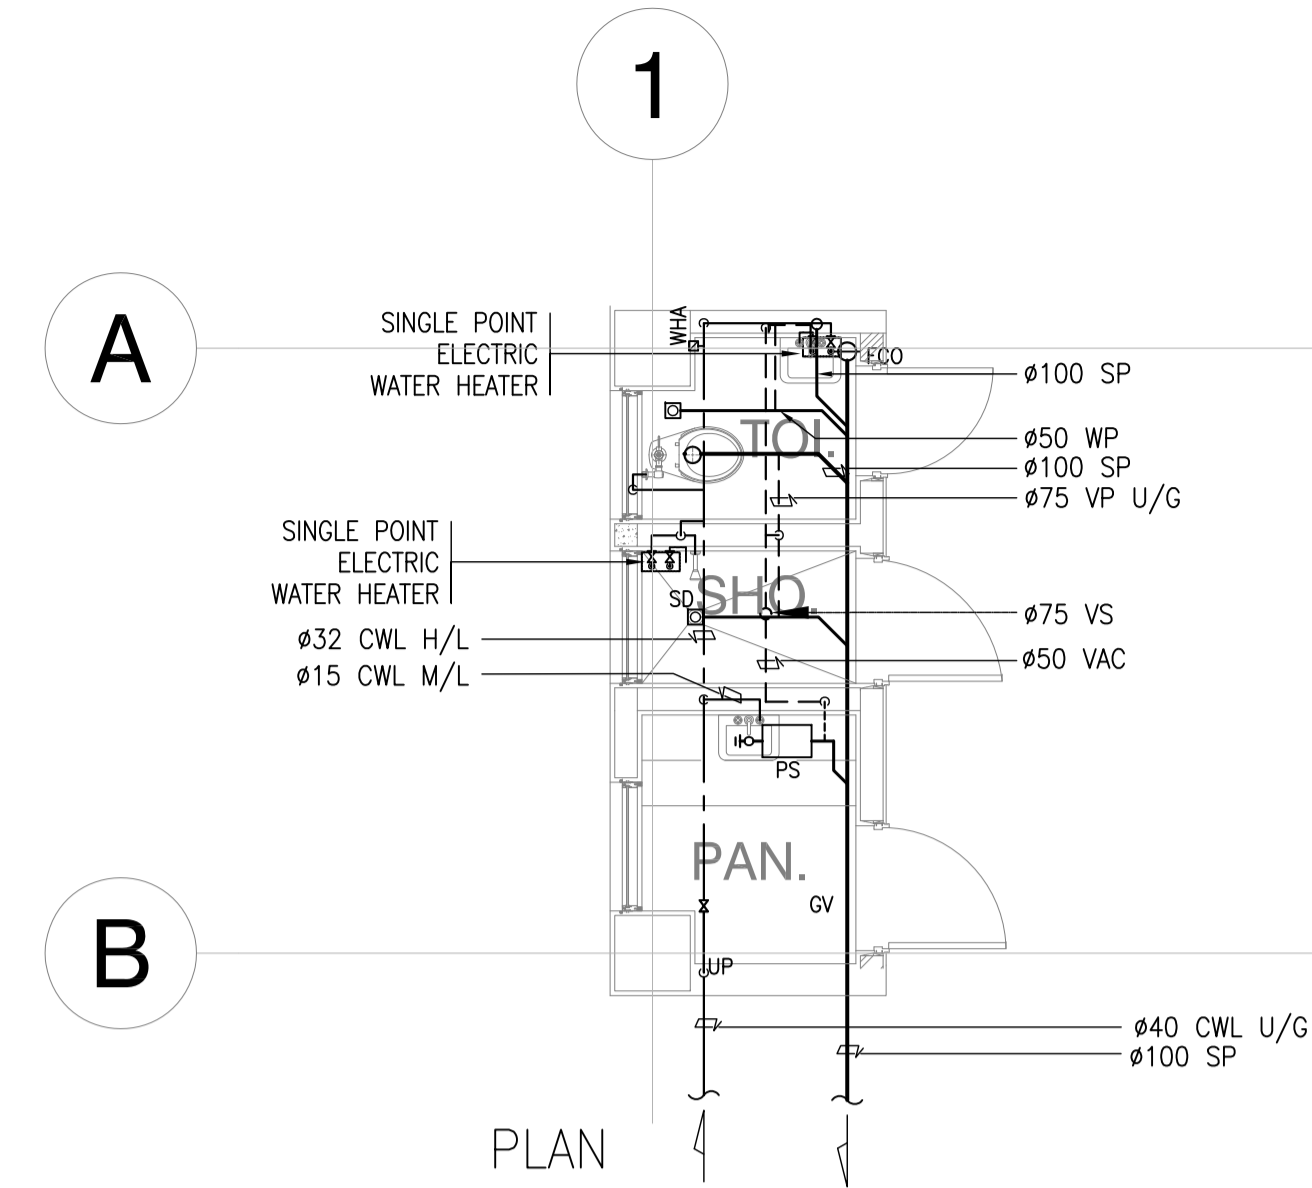 1
A
WHA
SINGLE POINT
ELECTRIC
WATER HEATER
FCO
ø100 SP
TOI.
ø50 WP
ø100 SP
ø75 VP U/G
SINGLE POINT
ELECTRIC
WATER HEATER
SD
SHO.
ø75 VS
ø32 CWL H/L
ø50 VAC
ø15 CWL M/L
PS
PAN.
GV
B
UP
ø40 CWL U/G
ø100 SP
PLAN